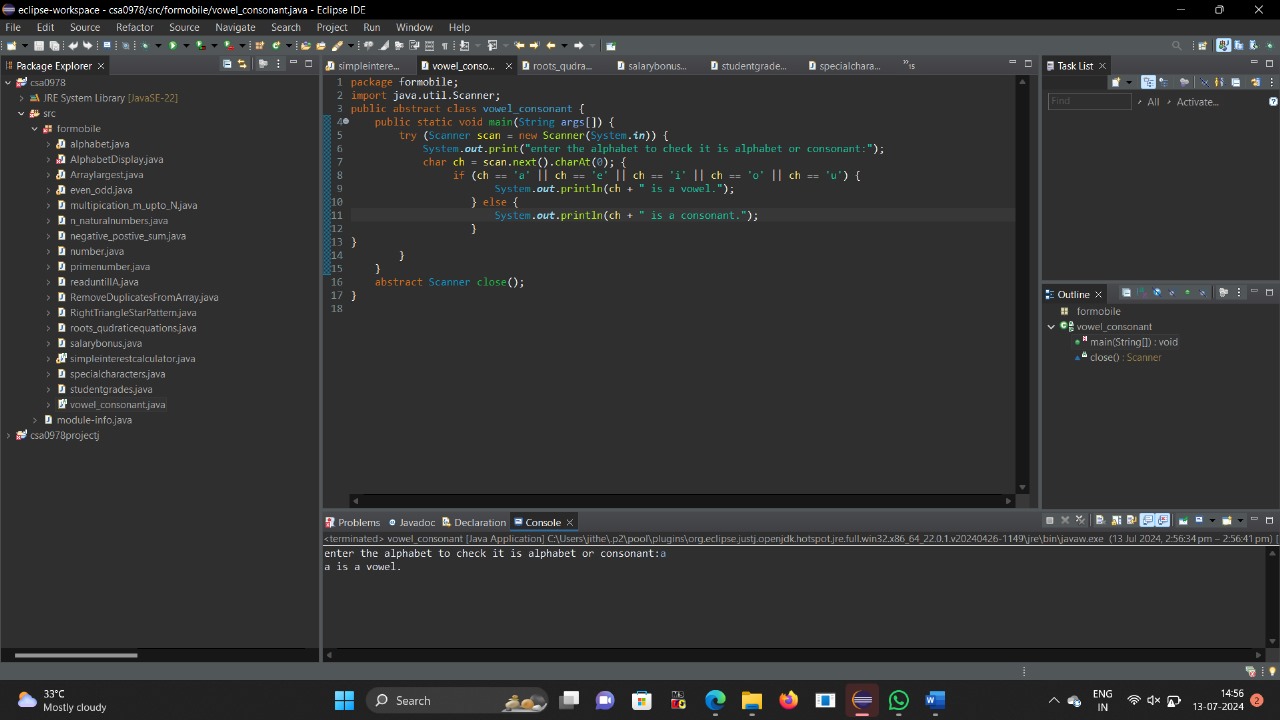 eclipse-workspace - csa0978/src/formobile/vowel_consonant.java - Eclipse IDE
File Edit Source Refactor Source Navigate Search Project Run Window Help
Package Explorer
csa0978
JRE System Library [JavaSE-22]
src
formobile
alphabet.java
AlphabetDisplay.java
Arraylargest.java
even_odd.java
multipication_m_upto_N.java
n_naturalnumbers.java
negative_postive_sum.java
number.java
primenumber.java
readuntillA.java
RemoveDuplicatesFromArray.java
RightTriangleStarPattern.java
roots_qudraticequations.java
salarybonus.java
simpleinterestcalculator.java
specialcharacters.java
studentgrades.java
vowel_consonant.java
module-info.java
csa0978projectj
simpleintere... vowel_conso... roots_qudra... salarybonus... studentgrade... specialchara... »15
1 package formobile;
2 import java.util.Scanner;
3 public abstract class vowel_consonant {
4 public static void main(String args[]) {
5 try (Scanner scan = new Scanner(System.in)) {
6 System.out.print("enter the alphabet to check it is alphabet or consonant:");
7 char ch = scan.next().charAt(0); {
8 if (ch == 'a' || ch == 'e' || ch == 'i' || ch == 'o' || ch == 'u') {
9 System.out.println(ch + " is a vowel.");
10 } else {
11 System.out.println(ch + " is a consonant.");
12 }
13 }
14 }
15 }
16 abstract Scanner close();
17 }
18
Task List
Find All Activate...
Outline
formobile
vowel_consonant
main(String[]) : void
close() : Scanner
Problems Javadoc Declaration Console
<terminated> vowel_consonant [Java Application] C:\Users\jithe\.p2\pool\plugins\org.eclipse.justj.openjdk.hotspot.jre.full.win32.x86_64_22.0.1.v20240426-1149\jre\bin\javaw.exe (13 Jul 2024, 2:56:34 pm – 2:56:41 pm) [
enter the alphabet to check it is alphabet or consonant:a
a is a vowel.
33°C
Mostly cloudy
Search
ENG
IN
14:56
13-07-2024
2